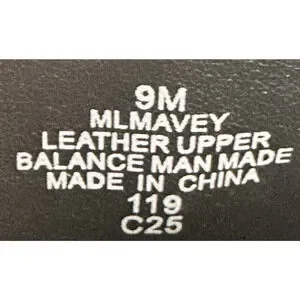 9M
MLMAVEY
LEATHER UPPER
BALANCE MAN MADE
MADE IN CHINA
119
C25